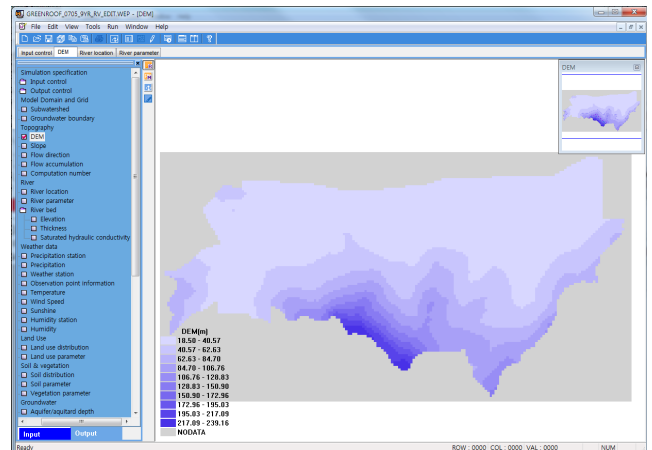 GREENROOF_0705_9YR_RV_EDIT.WEP - [DEM]
File Edit View Tools Run Window Help
Input control DEM River location River parameter
Simulation specification
Input control
Output control
Model Domain and Grid
Subwatershed
Groundwater boundary
Topography
DEM
Slope
Flow direction
Flow accumulation
Computation number
River
River location
River parameter
River bed
Elevation
Thickness
Saturated hydraulic conductivity
Weather data
Precipitation station
Precipitation
Weather station
Observation point information
Temperature
Wind Speed
Sunshine
Humidity station
Humidity
Land Use
Land use distribution
Land use parameter
Soil & vegetation
Soil distribution
Soil parameter
Vegetation parameter
Groundwater
Aquifer/aquitard depth
Input Output
DEM
DEM(m)
18.50 - 40.57
40.57 - 62.63
62.63 - 84.70
84.70 - 106.76
106.76 - 128.83
128.83 - 150.90
150.90 - 172.96
172.96 - 195.03
195.03 - 217.09
217.09 - 239.16
NODATA
Ready ROW : 0000 COL : 0000 VAL : 0000 NUM